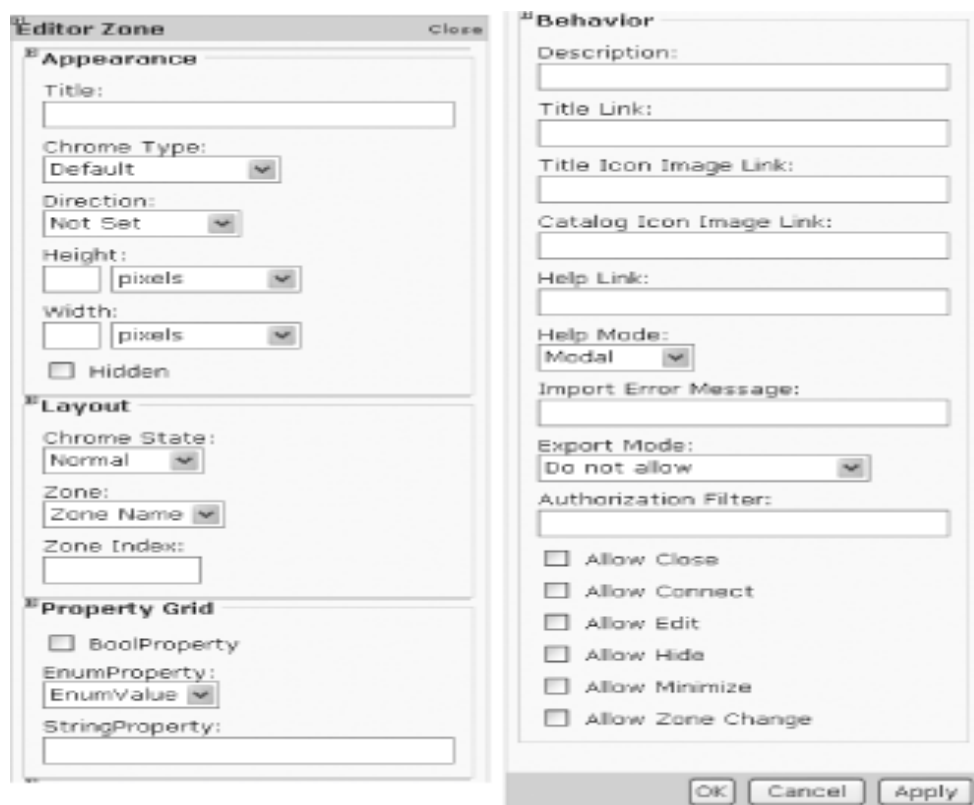 Editor Zone Close
Appearance
Title:
Chrome Type:
Default
Direction:
Not Set
Height:
pixels
Width:
pixels
Hidden
Layout
Chrome State:
Normal
Zone:
Zone Name
Zone Index:
Property Grid
BoolProperty
EnumProperty:
EnumValue
StringProperty:
Behavior
Description:
Title Link:
Title Icon Image Link:
Catalog Icon Image Link:
Help Link:
Help Mode:
Modal
Import Error Message:
Export Mode:
Do not allow
Authorization Filter:
Allow Close
Allow Connect
Allow Edit
Allow Hide
Allow Minimize
Allow Zone Change
OK Cancel Apply